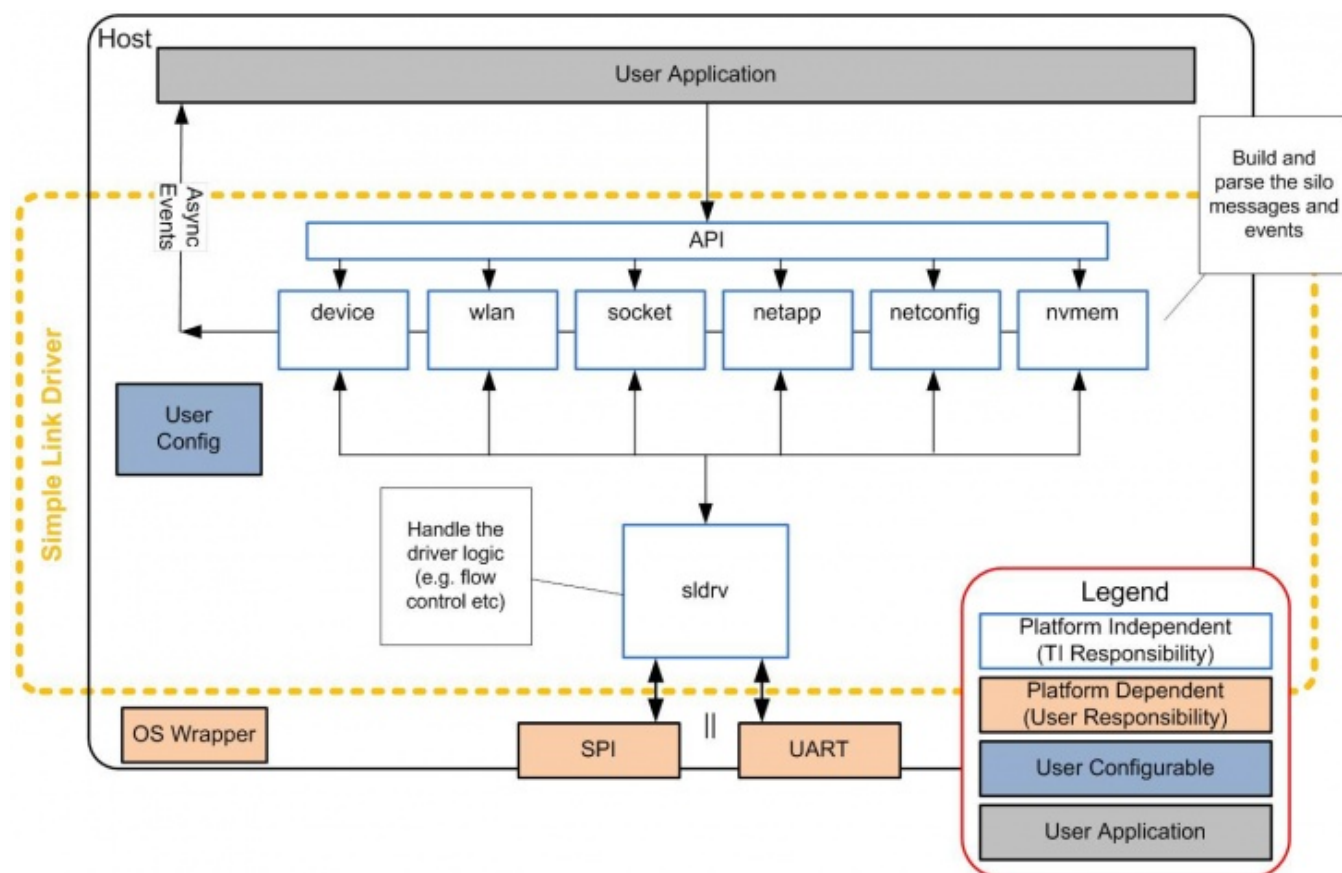 Host
User Application
Build and
parse the silo
messages and
events
Async
Events
API
device
wlan
socket
netapp
netconfig
nvmem
Simple Link Driver
User
Config
Handle the
driver logic
(e.g. flow
control etc)
sldrv
OS Wrapper
SPI
||
UART
Legend
Platform Independent
(TI Responsibility)
Platform Dependent
(User Responsibility)
User Configurable
User Application